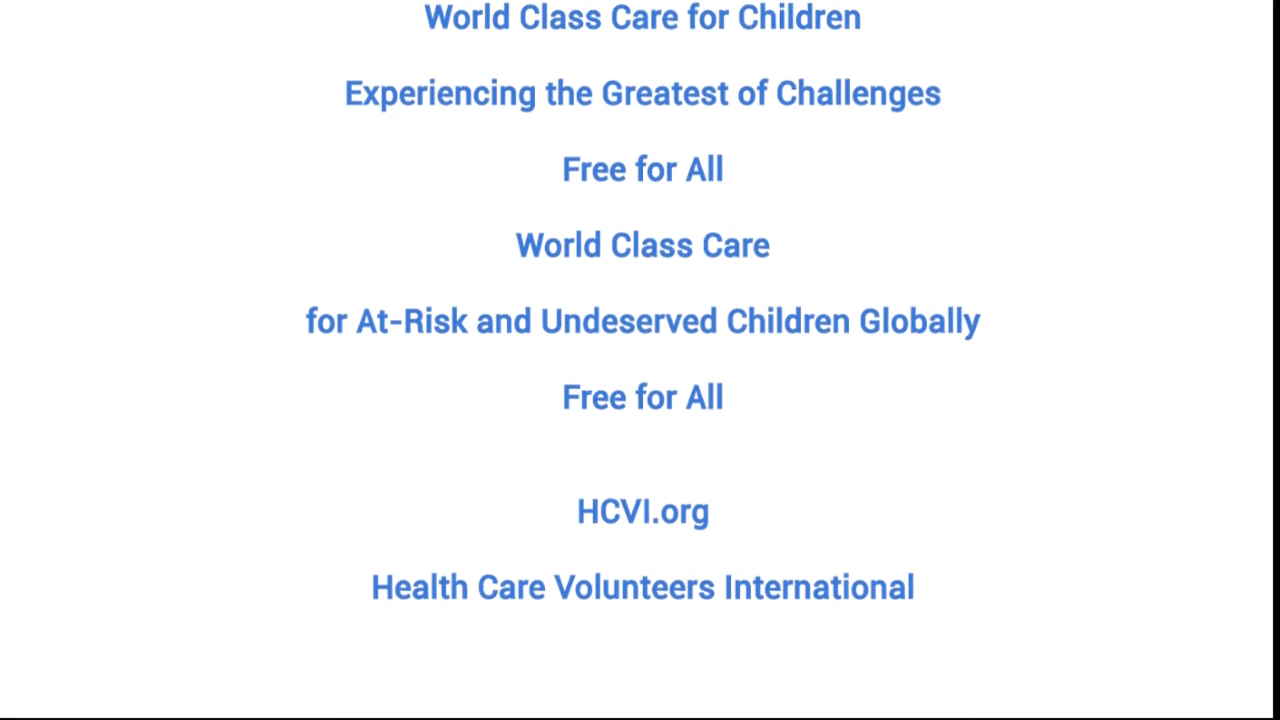 World Class Care for Children
Experiencing the Greatest of Challenges
Free for All
World Class Care
for At-Risk and Undeserved Children Globally
Free for All
HCVI.org
Health Care Volunteers International